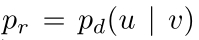 p_r = p_d(u | v)